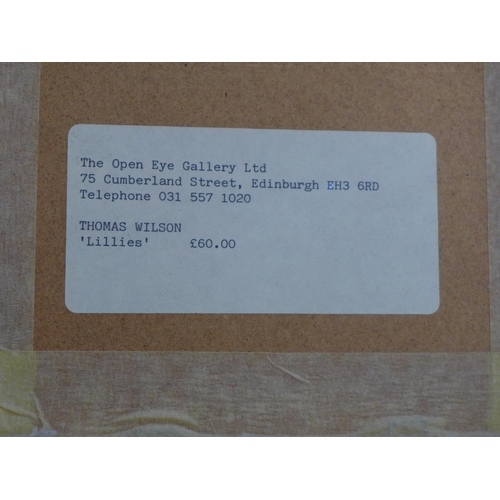 The Open Eye Gallery Ltd
75 Cumberland Street, Edinburgh EH3 6RD
Telephone 031 557 1020
THOMAS WILSON
'Lillies' £60.00